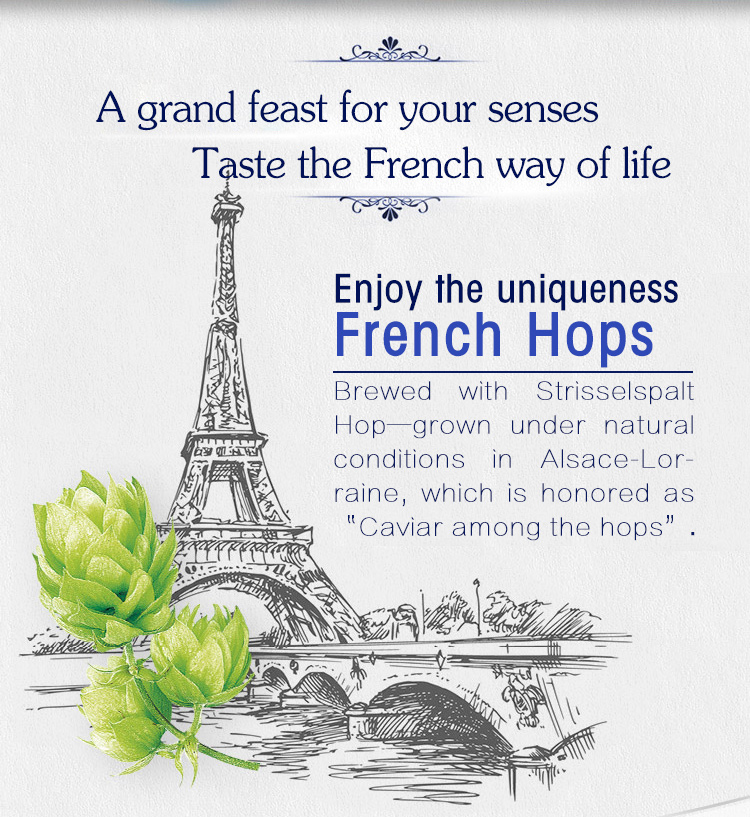 A grand feast for your senses
Taste the French way of life
Enjoy the uniqueness
French Hops
Brewed with Strisselspalt
Hop—grown under natural
conditions in Alsace-Lor-
raine, which is honored as
"Caviar among the hops" .